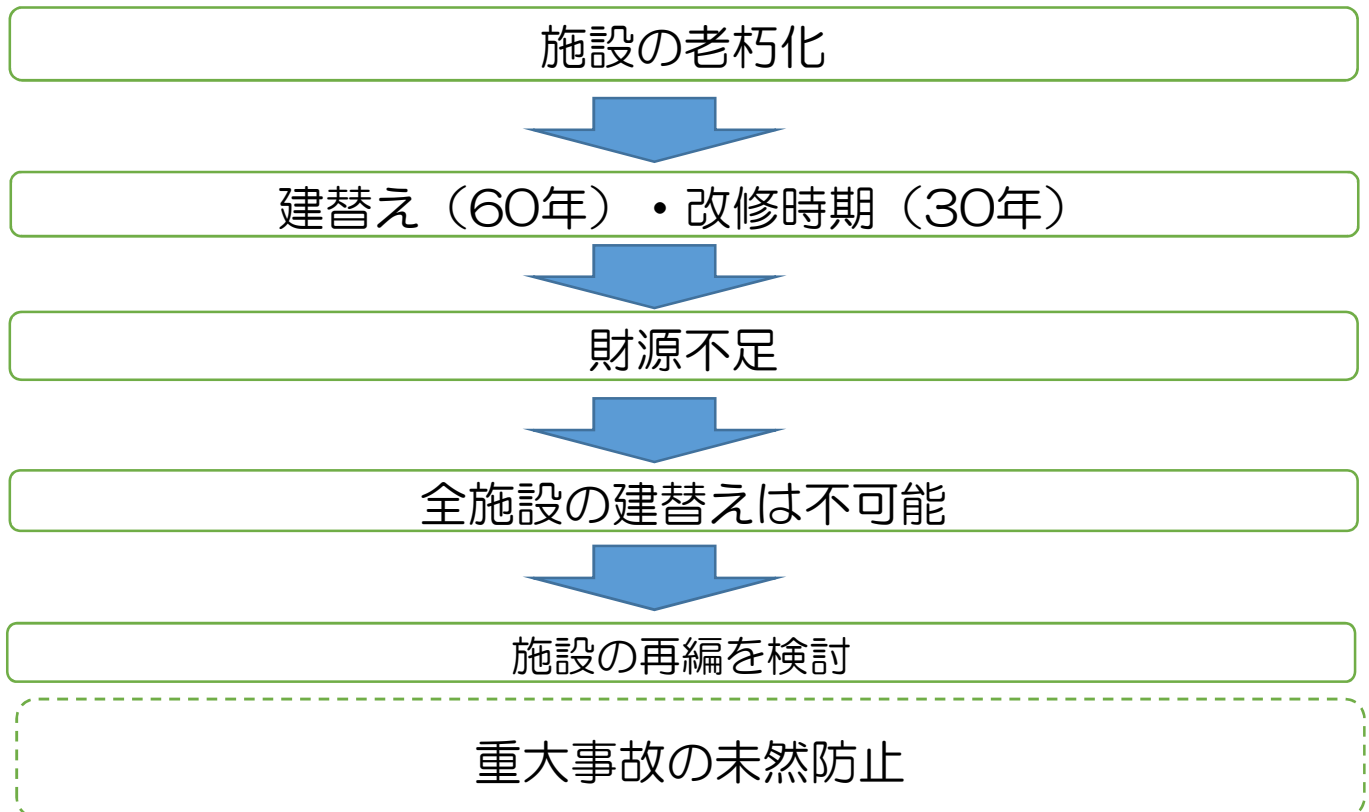 施設の老朽化
建替え（60年）・改修時期（30年）
財源不足
全施設の建替えは不可能
施設の再編を検討
重大事故の未然防止